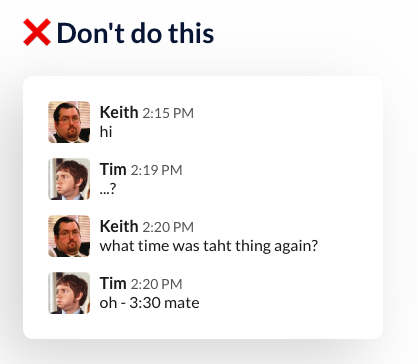 ❌ Don't do this
Keith 2:15 PM
hi
Tim 2:19 PM
...?
Keith 2:20 PM
what time was taht thing again?
Tim 2:20 PM
oh - 3:30 mate